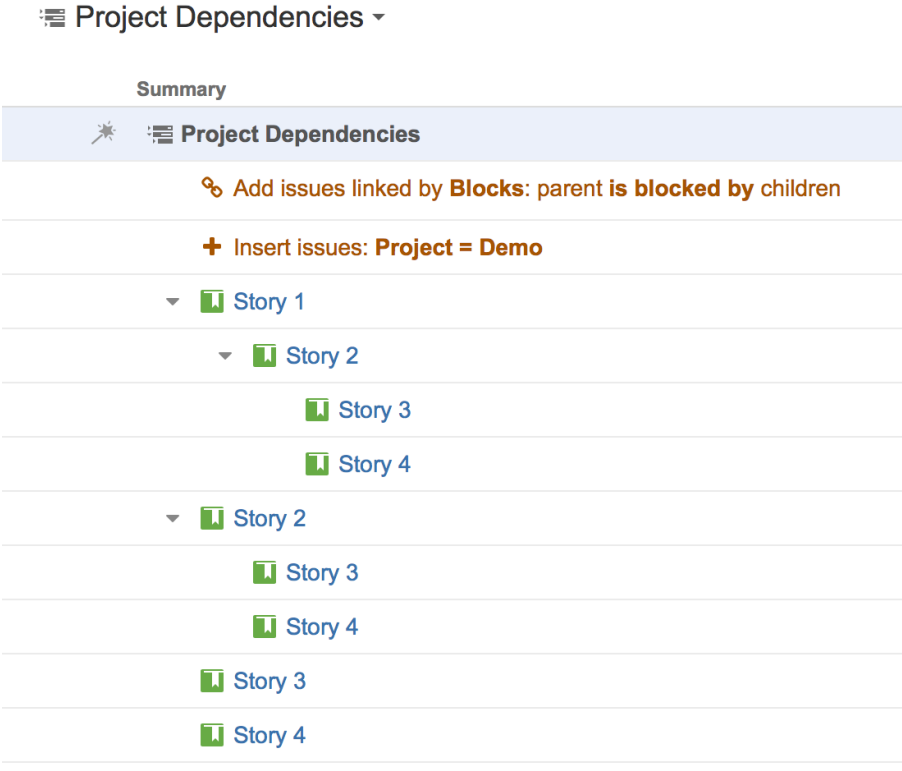 Project Dependencies
Summary
Project Dependencies
Add issues linked by Blocks: parent is blocked by children
Insert issues: Project = Demo
Story 1
Story 2
Story 3
Story 4
Story 2
Story 3
Story 4
Story 3
Story 4